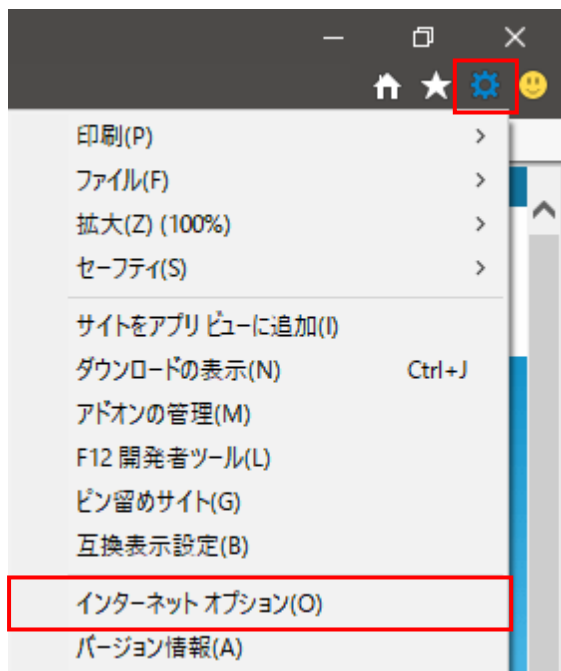 印刷(P)
ファイル(F)
拡大(Z) (100%)
セーフティ(S)
サイトをアプリ ビューに追加(I)
ダウンロードの表示(N) Ctrl+J
アドオンの管理(M)
F12 開発者ツール(L)
ピン留めサイト(G)
互換表示設定(B)
インターネット オプション(O)
バージョン情報(A)